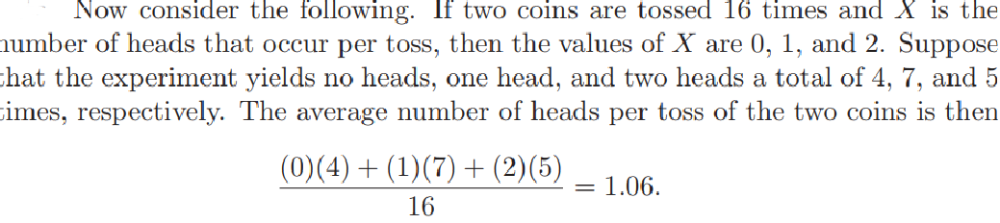 Now consider the following. If two coins are tossed 16 times and X is the
number of heads that occur per toss, then the values of X are 0, 1, and 2. Suppose
that the experiment yields no heads, one head, and two heads a total of 4, 7, and 5
times, respectively. The average number of heads per toss of the two coins is then
(0)(4) + (1)(7) + (2)(5)
16
= 1.06.